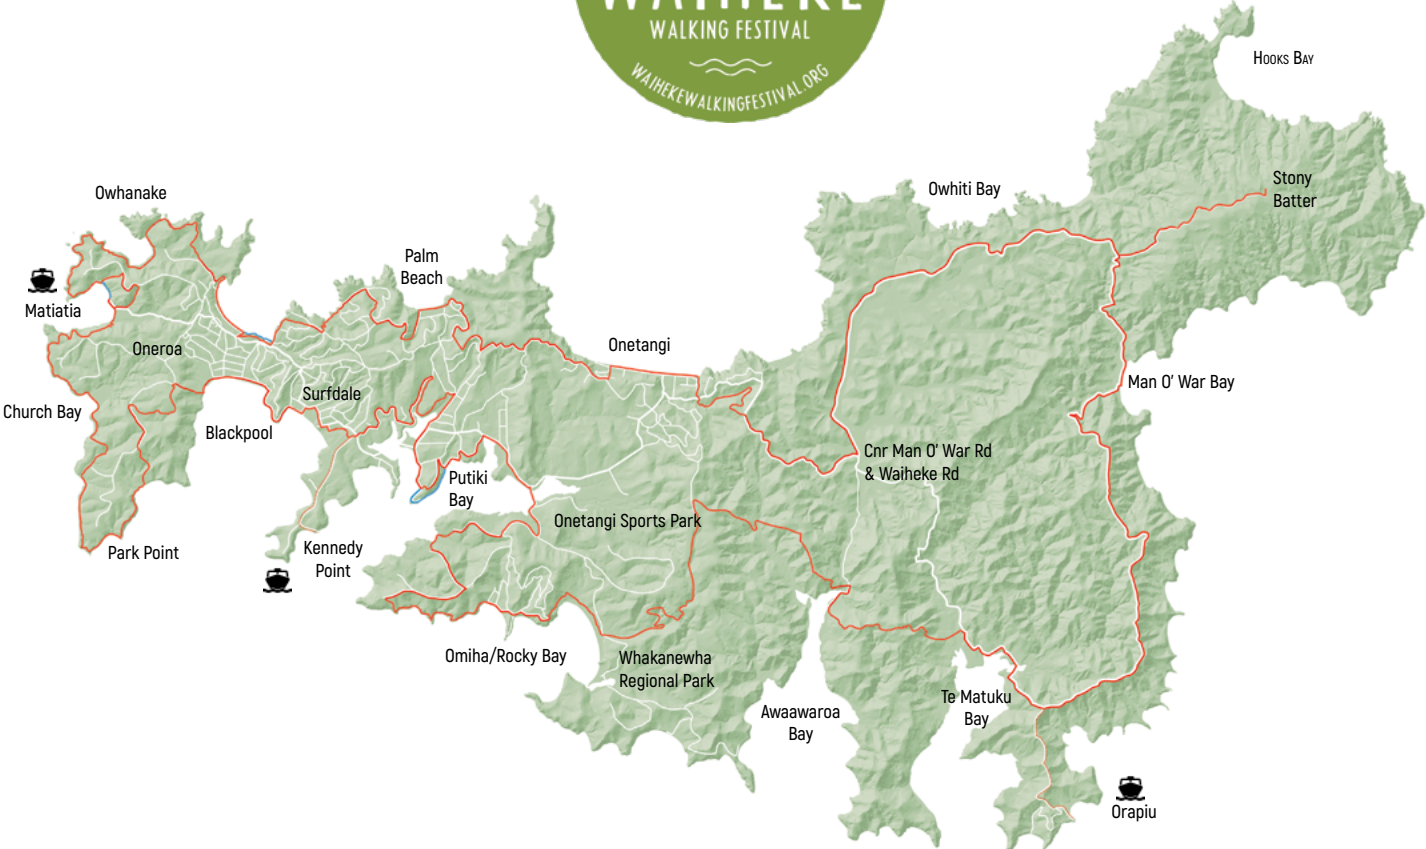 WAIHEKE
WALKING FESTIVAL
WAIHEKEWALKINGFESTIVAL.ORG
Hooks Bay
Stony
Batter
Owhiti Bay
Owhanake
Palm
Beach
Matiatia
Oneroa
Onetangi
Man O' War Bay
Surfdale
Church Bay
Blackpool
Cnr Man O' War Rd
& Waiheke Rd
Putiki
Bay
Onetangi Sports Park
Park Point
Kennedy
Point
Omiha/Rocky Bay
Whakanewha
Regional Park
Te Matuku
Bay
Awaawaroa
Bay
Orapiu